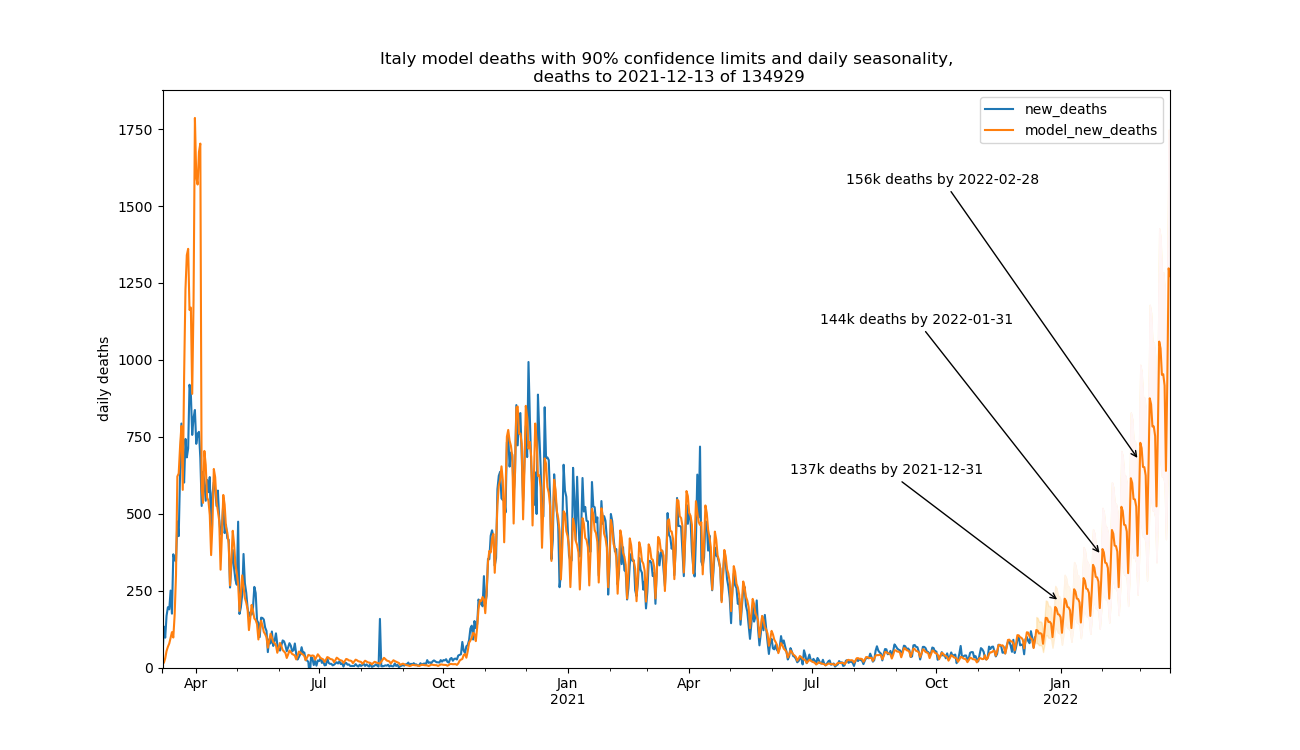 Italy model deaths with 90% confidence limits and daily seasonality,
deaths to 2021-12-13 of 134929
new_deaths
model_new_deaths
156k deaths by 2022-02-28
144k deaths by 2022-01-31
137k deaths by 2021-12-31
daily deaths
1750
1500
1250
1000
750
500
250
0
Apr Jul Oct Jan Apr Jul Oct Jan
2021 2022